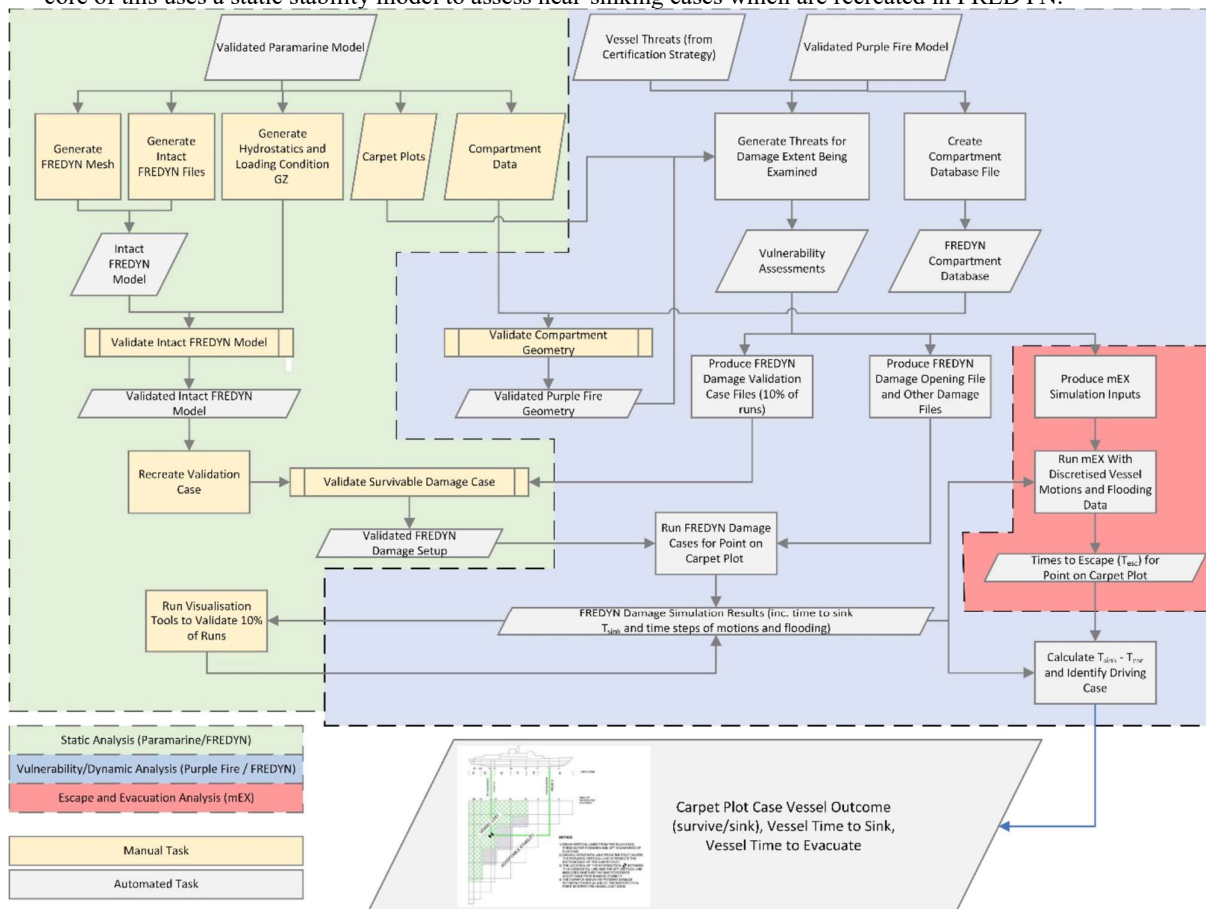 core of this uses a static stability model to assess near-sinking cases which are recreated in FREDYN.
Validated Paramarine Model
Vessel Threats (from
Certification Strategy)
Validated Purple Fire Model
Generate
FREDYN Mesh
Generate
Intact
FREDYN Files
Generate
Hydrostatics and
Loading Condition
GZ
Carpet Plots
Compartment
Data
Generate Threats for
Damage Extent Being
Examined
Create
Compartment
Database File
Intact
FREDYN
Model
Vulnerability
Assessments
FREDYN
Compartment
Database
Validate Intact FREDYN Model
Validate Compartment
Geometry
Produce FREDYN
Damage Validation
Case Files (10% of
runs)
Produce FREDYN
Damage Opening File
and Other Damage
Files
Produce mEX
Simulation Inputs
Validated Intact FREDYN
Model
Validated Purple Fire
Geometry
Recreate Validation
Case
Validate Survivable Damage Case
Run mEX With
Discretised Vessel
Motions and Flooding
Data
Validated FREDYN
Damage Setup
Run FREDYN Damage
Cases for Point on
Carpet Plot
Times to Escape (Tesc) for
Point on Carpet Plot
Run Visualisation
Tools to Validate 10%
of Runs
FREDYN Damage Simulation Results (inc. time to sink
Tsink and time steps of motions and flooding)
Calculate Tsink - Tesc
and Identify Driving
Case
Static Analysis (Paramarine/FREDYN)
Vulnerability/Dynamic Analysis (Purple Fire / FREDYN)
Escape and Evacuation Analysis (mEX)
Manual Task
Automated Task
VESSEL LOST
ACCEPTABLE STABILITY
Carpet Plot Case Vessel Outcome
(survive/sink), Vessel Time to Sink,
Vessel Time to Evacuate